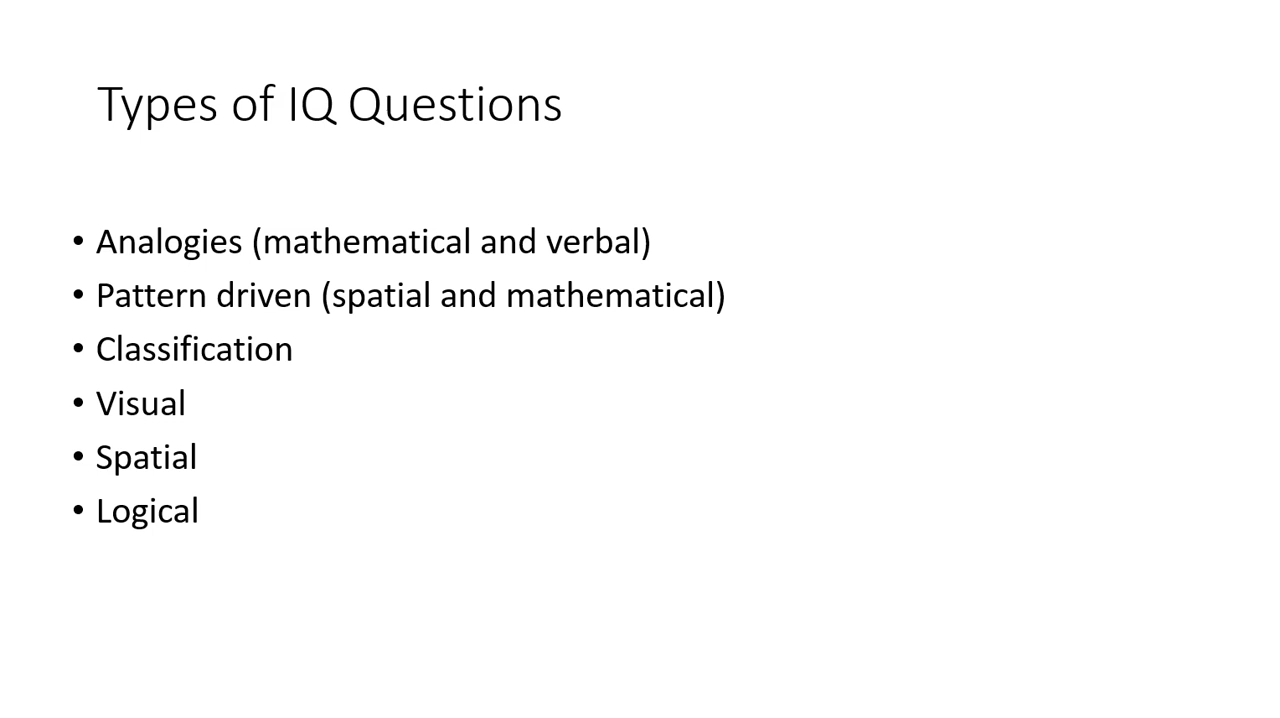 Types of IQ Questions
• Analogies (mathematical and verbal)
• Pattern driven (spatial and mathematical)
• Classification
• Visual
• Spatial
• Logical